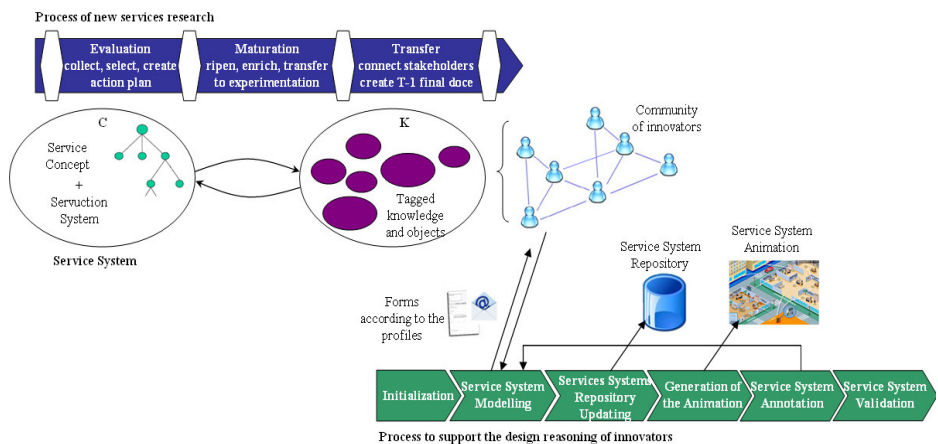 Process of new services research
Evaluation
collect, select, create
action plan
Maturation
ripen, enrich, transfer
to experimentation
Transfer
connect stakeholders
create T-1 final doce
C
Service
Concept
+
Servuction
System
Service System
K
Tagged
knowledge
and objects
Community
of innovators
Service System
Repository
Service System
Animation
Forms
according to the
profiles
Initialization
Service System
Modelling
Services Systems
Repository
Updating
Generation of
the Animation
Service System
Annotation
Service System
Validation
Process to support the design reasoning of innovators